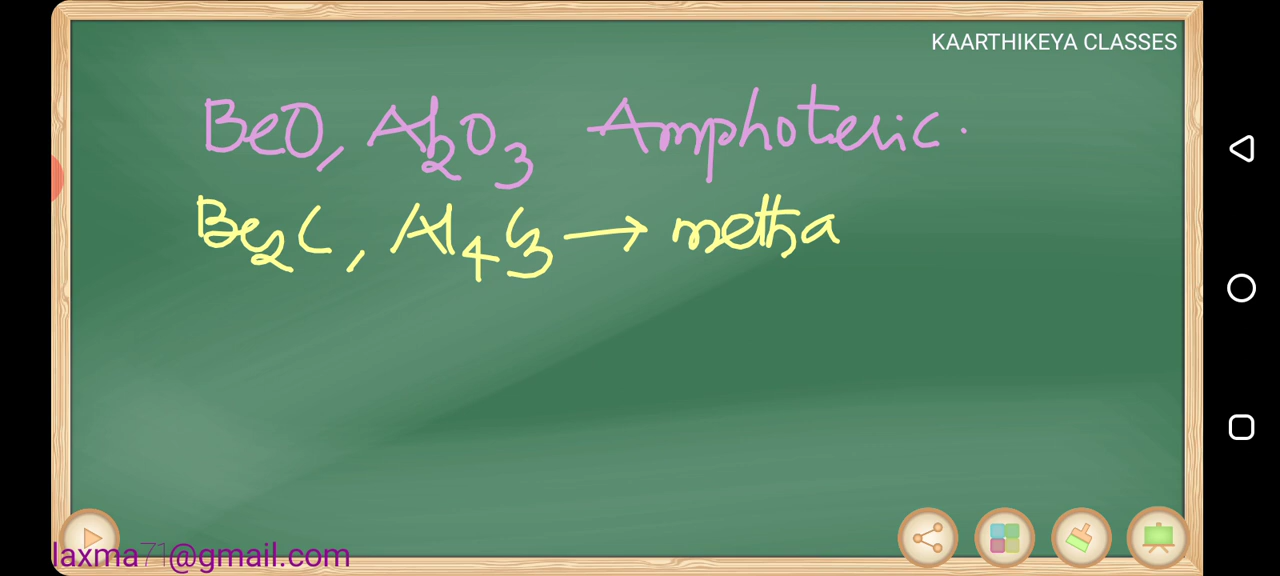 KAARTHIKEYA CLASSES
BeO, Al2O3 Amphoteric.
Be2C, Al4C3 → metha
laxma71@gmail.com